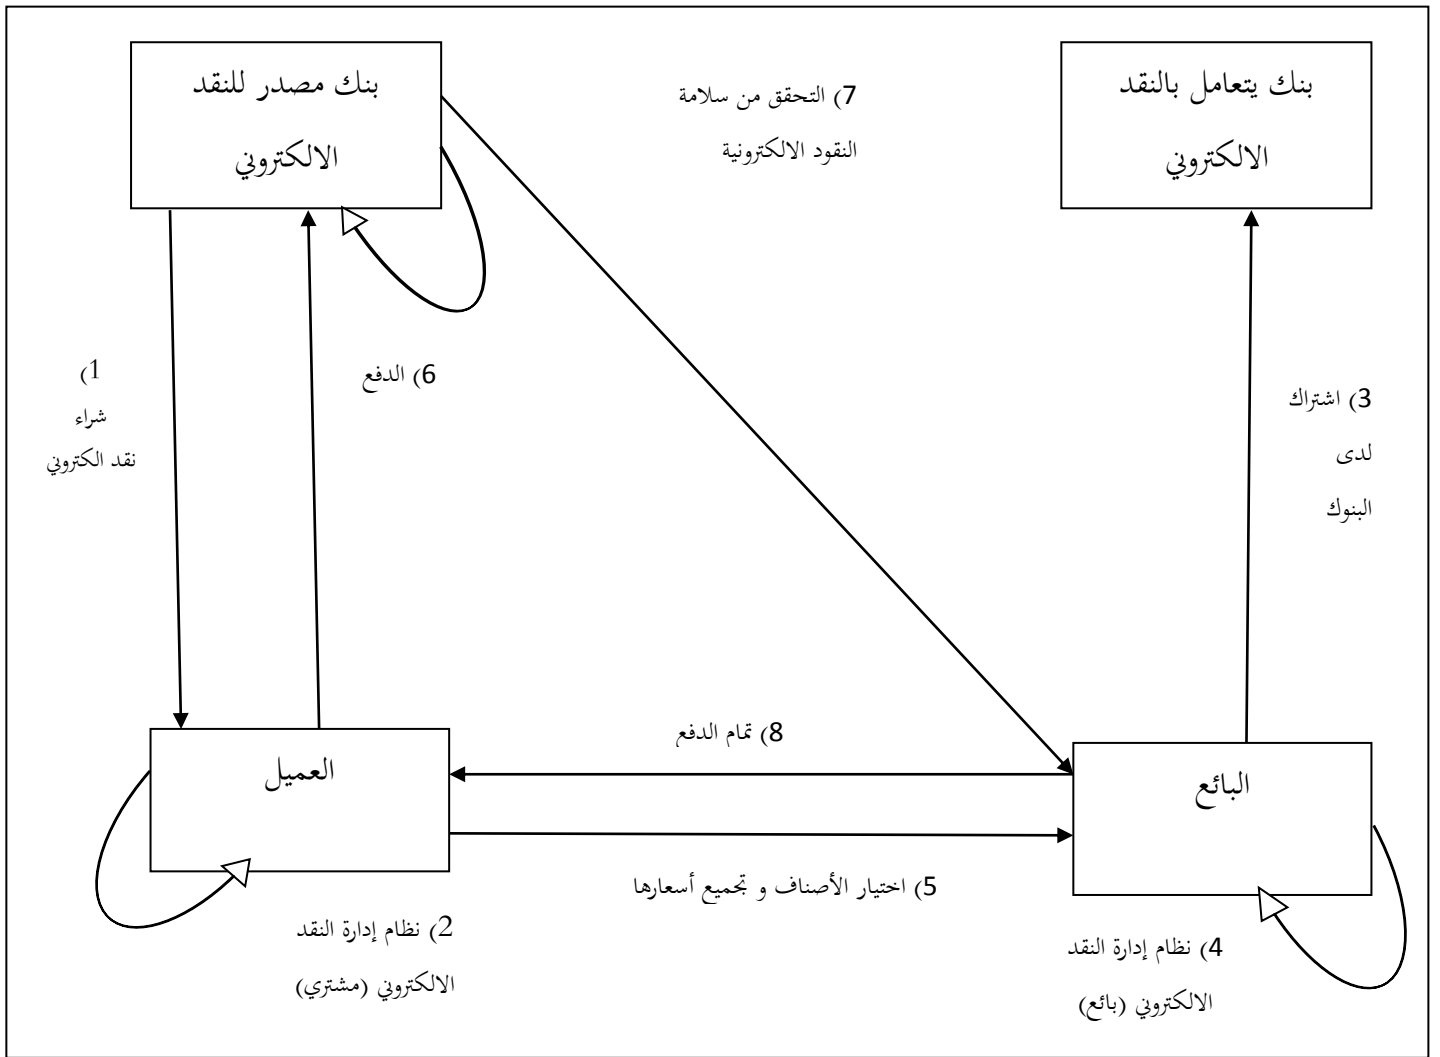 بنك مصدر للنقد
الالكتروني
7) التحقق من سلامة
النقود الالكترونية
بنك يتعامل بالنقد
الالكتروني
1)
شراء
نقد الكتروني
6) الدفع
3) اشتراك
لدى
البنوك
8) تمام الدفع
العميل
البائع
5) اختيار الأصناف و تجميع أسعارها
2) نظام إدارة النقد
الالكتروني (مشتري)
4) نظام إدارة النقد
الالكتروني (بائع)